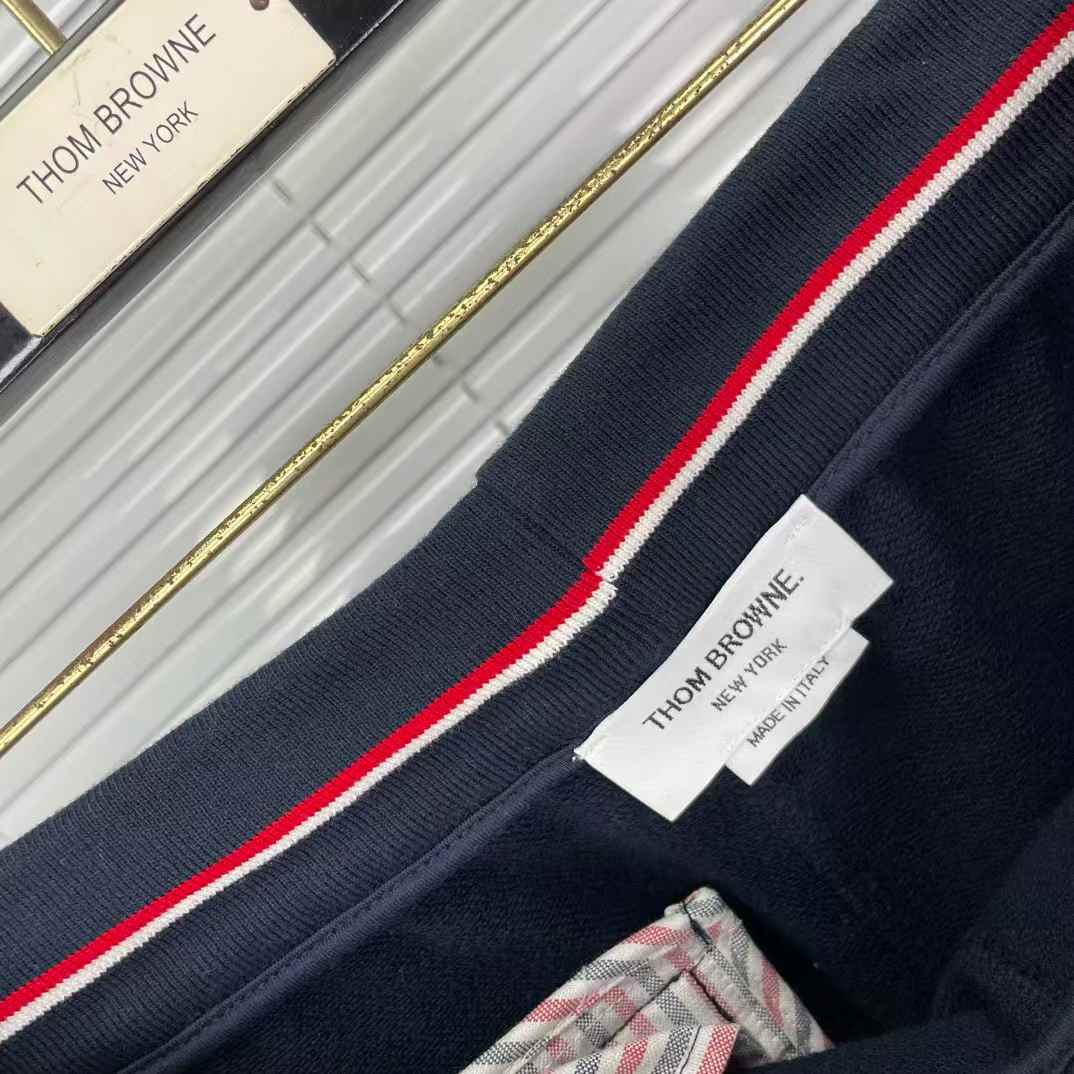 THOM BROWNE
NEW YORK
THOM BROWNE.
NEW YORK
MADE IN ITALY